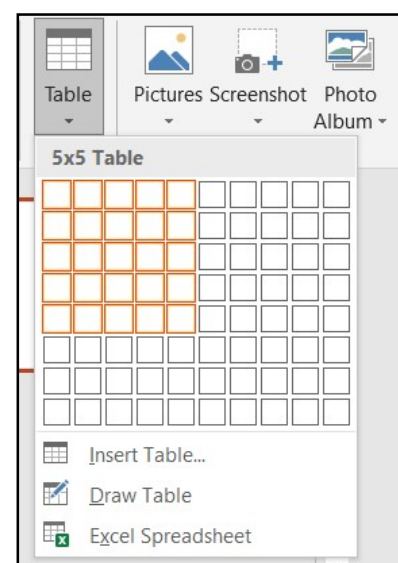 Table Pictures Screenshot Photo
Album
5x5 Table
Insert Table...
Draw Table
Excel Spreadsheet